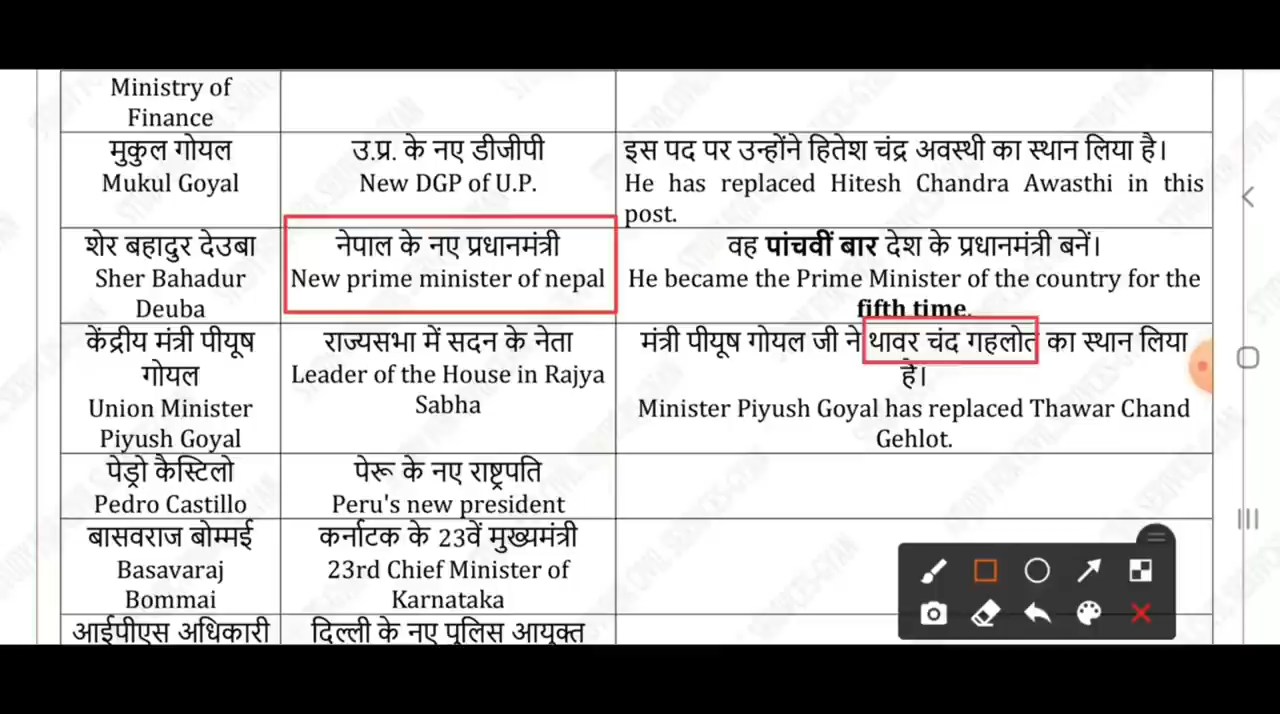 Ministry of
Finance
मुकुल गोयल
Mukul Goyal
उ.प्र. के नए डीजीपी
New DGP of U.P.
इस पद पर उन्होंने हितेश चंद्र अवस्थी का स्थान लिया है।
He has replaced Hitesh Chandra Awasthi in this
post.
शेर बहादुर देउबा
Sher Bahadur
Deuba
नेपाल के नए प्रधानमंत्री
New prime minister of nepal
वह पांचवीं बार देश के प्रधानमंत्री बनें।
He became the Prime Minister of the country for the
fifth time.
केंद्रीय मंत्री पीयूष
गोयल
Union Minister
Piyush Goyal
राज्यसभा में सदन के नेता
Leader of the House in Rajya
Sabha
मंत्री पीयूष गोयल जी ने थावर चंद गहलोत का स्थान लिया
है।
Minister Piyush Goyal has replaced Thawar Chand
Gehlot.
पेड्रो कैस्टिलो
Pedro Castillo
पेरू के नए राष्ट्रपति
Peru's new president
बासवराज बोम्मई
Basavaraj
Bommai
कर्नाटक के 23वें मुख्यमंत्री
23rd Chief Minister of
Karnataka
आईपीएस अधिकारी
दिल्ली के नए पुलिस आयुक्त